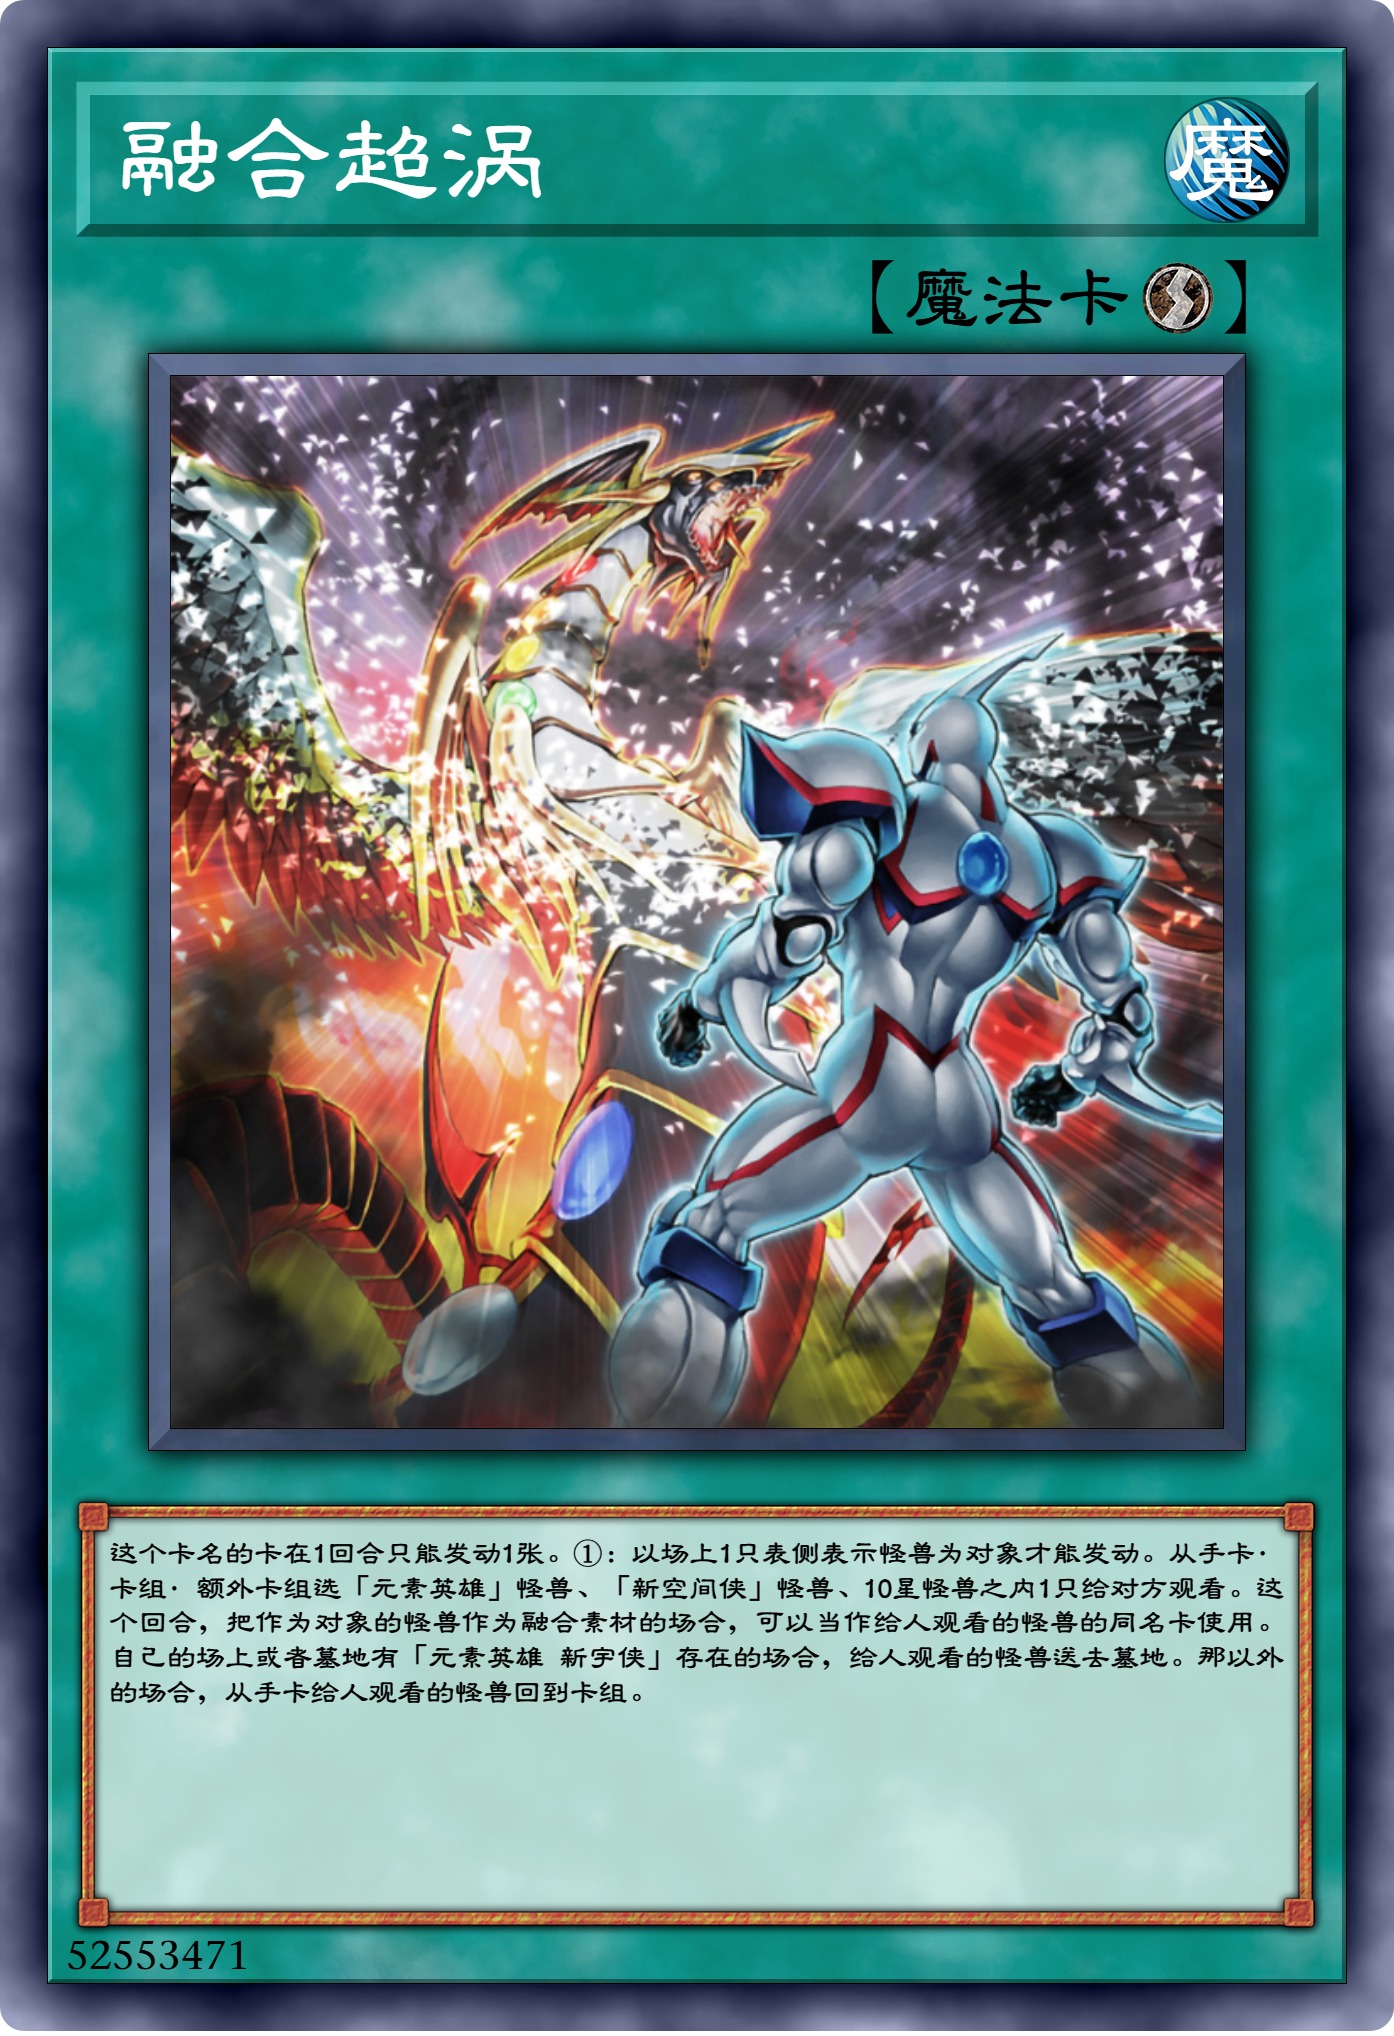 融合超涡
魔
【魔法卡】
这个卡名的卡在1回合只能发动1张。①：以场上1只表侧表示怪兽为对象才能发动。从手卡·
卡组·额外卡组选「元素英雄」怪兽、「新空间侠」怪兽、10星怪兽之内1只给对方观看。这
个回合，把作为对象的怪兽作为融合素材的场合，可以当作给人观看的怪兽的同名卡使用。
自己的场上或者墓地有「元素英雄 新宇侠」存在的场合，给人观看的怪兽送去墓地。那以外
的场合，从手卡给人观看的怪兽回到卡组。
52553471